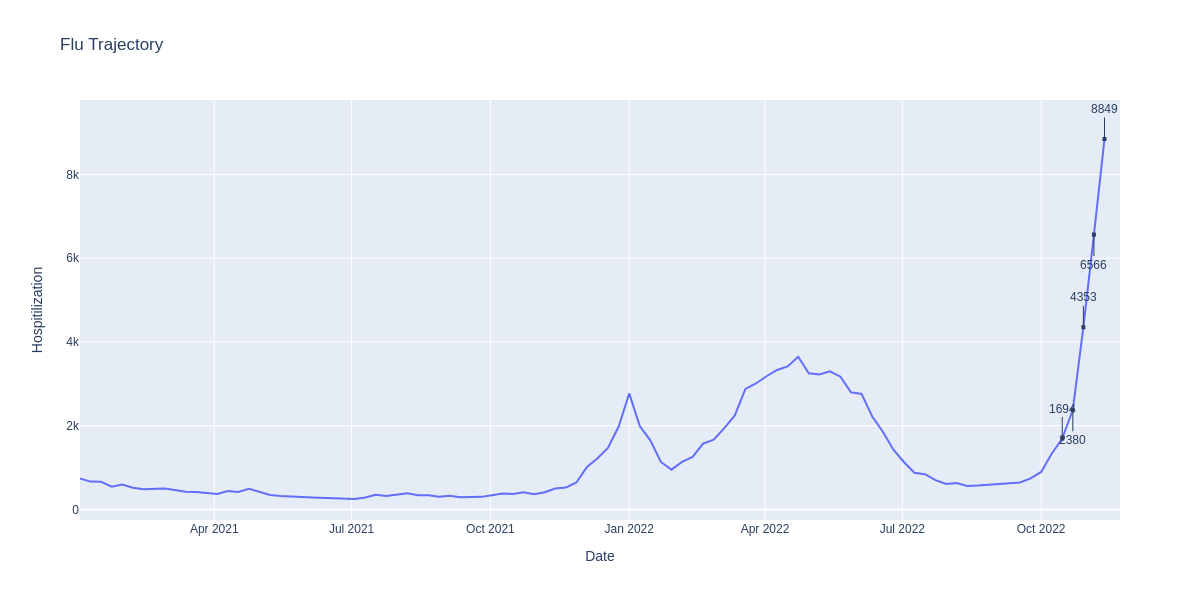 Flu Trajectory
8849
8k
6k
6566
4353
4k
1694
2k
2380
0
Hospitilization
Apr 2021
Jul 2021
Oct 2021
Jan 2022
Apr 2022
Jul 2022
Oct 2022
Date